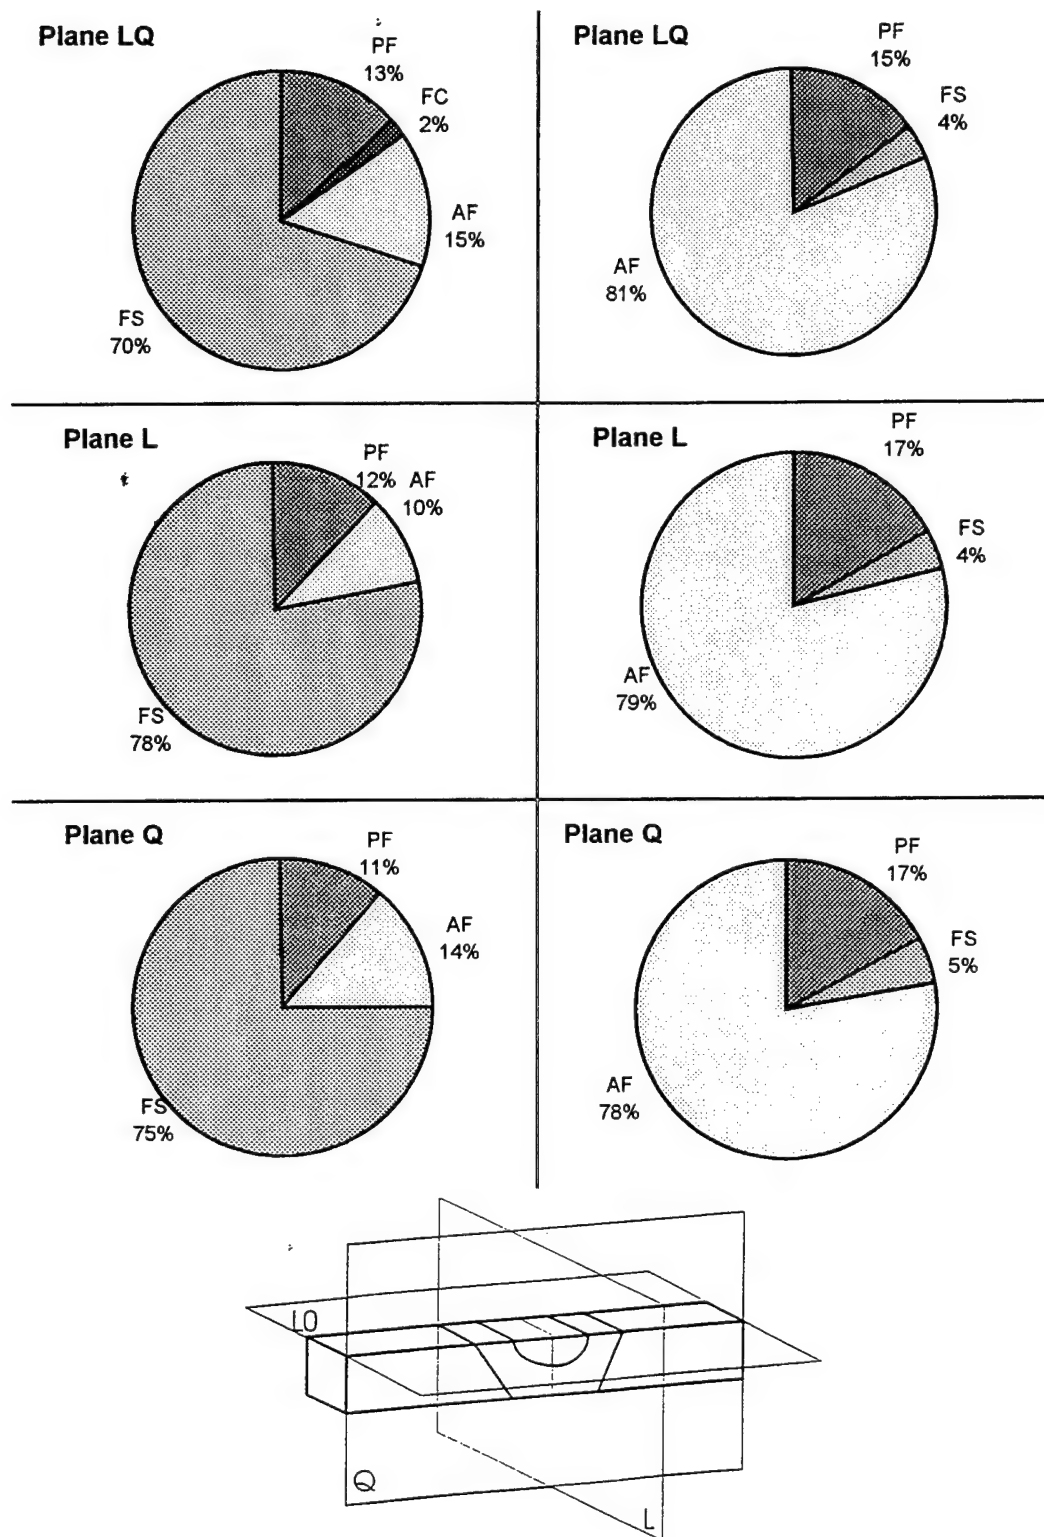 Plane LQ
PF
13%
FC
2%
AF
15%
FS
70%
Plane LQ
PF
15%
FS
4%
AF
81%
Plane L
PF
12%
AF
10%
FS
78%
Plane L
PF
17%
FS
4%
AF
79%
Plane Q
PF
11%
AF
14%
FS
75%
Plane Q
PF
17%
FS
5%
AF
78%
LQ
Q
L